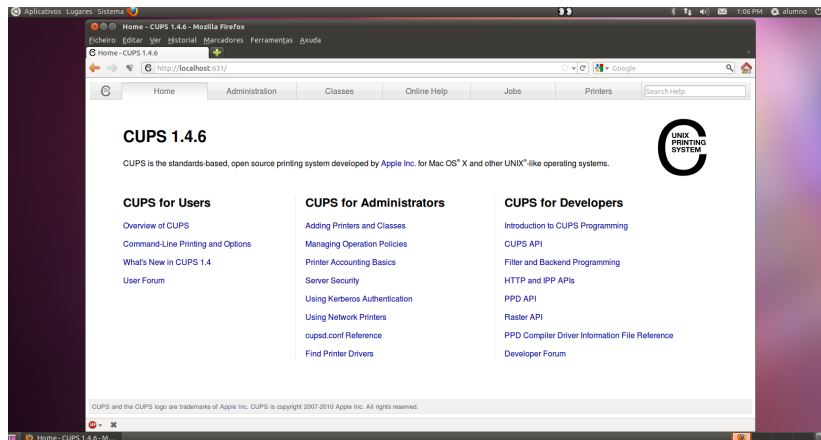 Aplicativos Lugares Sistema
1:06 PM alumno
Home - CUPS 1.4.6 - Mozilla Firefox
Ficheiro Editar Ver Historial Marcadores Ferramentas Axuda
Home - CUPS 1.4.6
http://localhost:631/
Google
Home Administration Classes Online Help Jobs Printers Search Help
CUPS 1.4.6
UNIX
PRINTING
SYSTEM
CUPS is the standards-based, open source printing system developed by Apple Inc. for Mac OS® X and other UNIX®-like operating systems.
CUPS for Users
Overview of CUPS
Command-Line Printing and Options
What's New in CUPS 1.4
User Forum
CUPS for Administrators
Adding Printers and Classes
Managing Operation Policies
Printer Accounting Basics
Server Security
Using Kerberos Authentication
Using Network Printers
cupsd.conf Reference
Find Printer Drivers
CUPS for Developers
Introduction to CUPS Programming
CUPS API
Filter and Backend Programming
HTTP and IPP APIs
PPD API
Raster API
PPD Compiler Driver Information File Reference
Developer Forum
CUPS and the CUPS logo are trademarks of Apple Inc. CUPS is copyright 2007-2010 Apple Inc. All rights reserved.
Home - CUPS 1.4.6 - M...